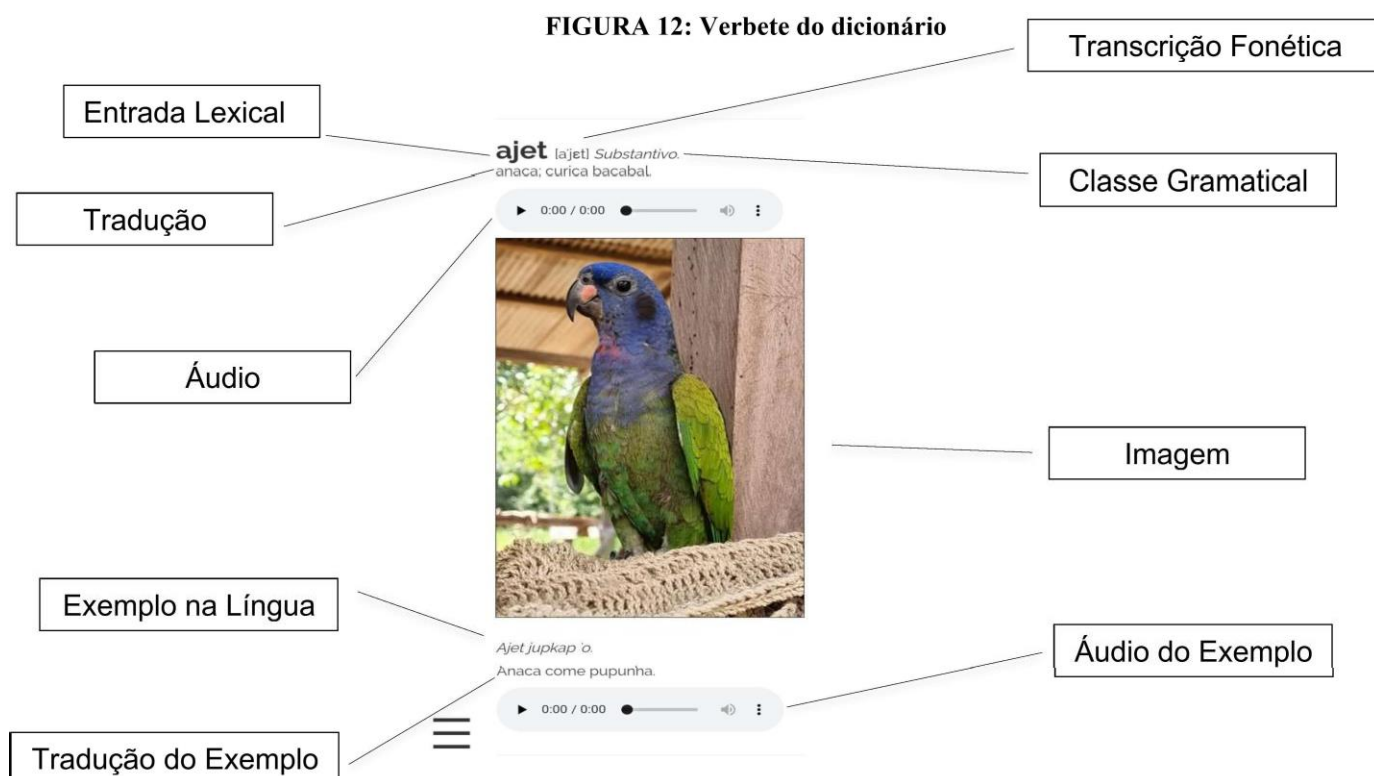 FIGURA 12: Verbete do dicionário
Transcrição Fonética
Entrada Lexical
ajet [aˈjɛt] Substantivo.
anaca; curica bacabal.
Classe Gramatical
Tradução
0:00 / 0:00
Áudio
Imagem
Exemplo na Língua
Ajet jupkap ʼo.
Anaca come pupunha.
Áudio do Exemplo
0:00 / 0:00
Tradução do Exemplo